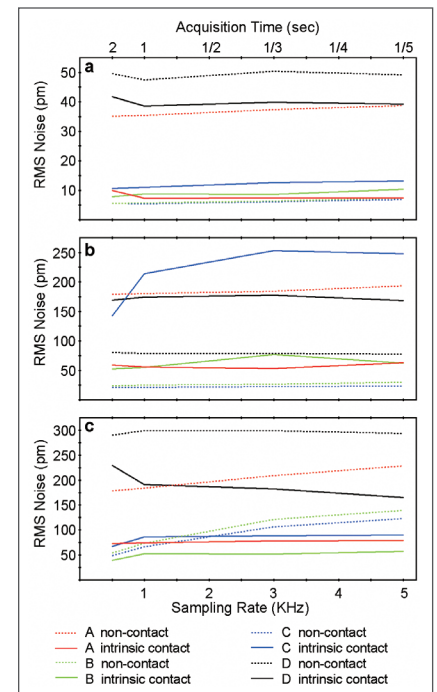 Acquisition Time (sec)
2 1 1/2 1/3 1/4 1/5
a
50
40
30
20
10
RMS Noise (pm)
b
250
200
150
100
50
RMS Noise (pm)
c
300
250
200
150
100
50
RMS Noise (pm)
1 2 3 4 5
Sampling Rate (KHz)
A non-contact
A intrinsic contact
B non-contact
B intrinsic contact
C non-contact
C intrinsic contact
D non-contact
D intrinsic contact